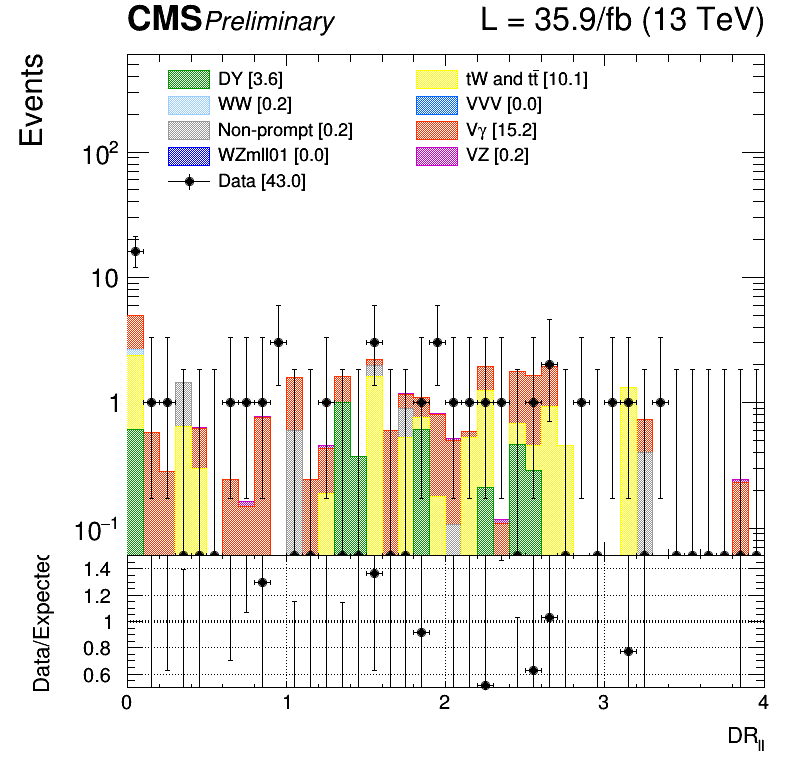 CMS Preliminary L = 35.9/fb (13 TeV)
Events
DY [3.6]
WW [0.2]
Non-prompt [0.2]
WZmll01 [0.0]
Data [43.0]
tW and tt̄ [10.1]
VVV [0.0]
Vγ [15.2]
VZ [0.2]
10²
10
1
10⁻¹
Data/Expected
1.4
1.2
1
0.8
0.6
0 1 2 3 4
DR_ll